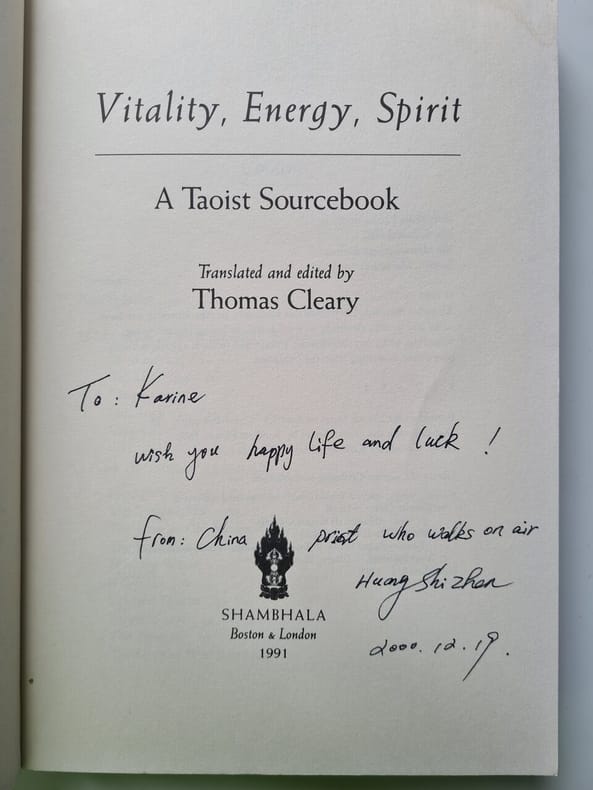 Vitality, Energy, Spirit
A Taoist Sourcebook
Translated and edited by
Thomas Cleary
To: Karine
wish you happy life and luck !
from: China priest who walks on air
Huang Shi zhen
SHAMBHALA
Boston & London
1991
2000. 12. 19.